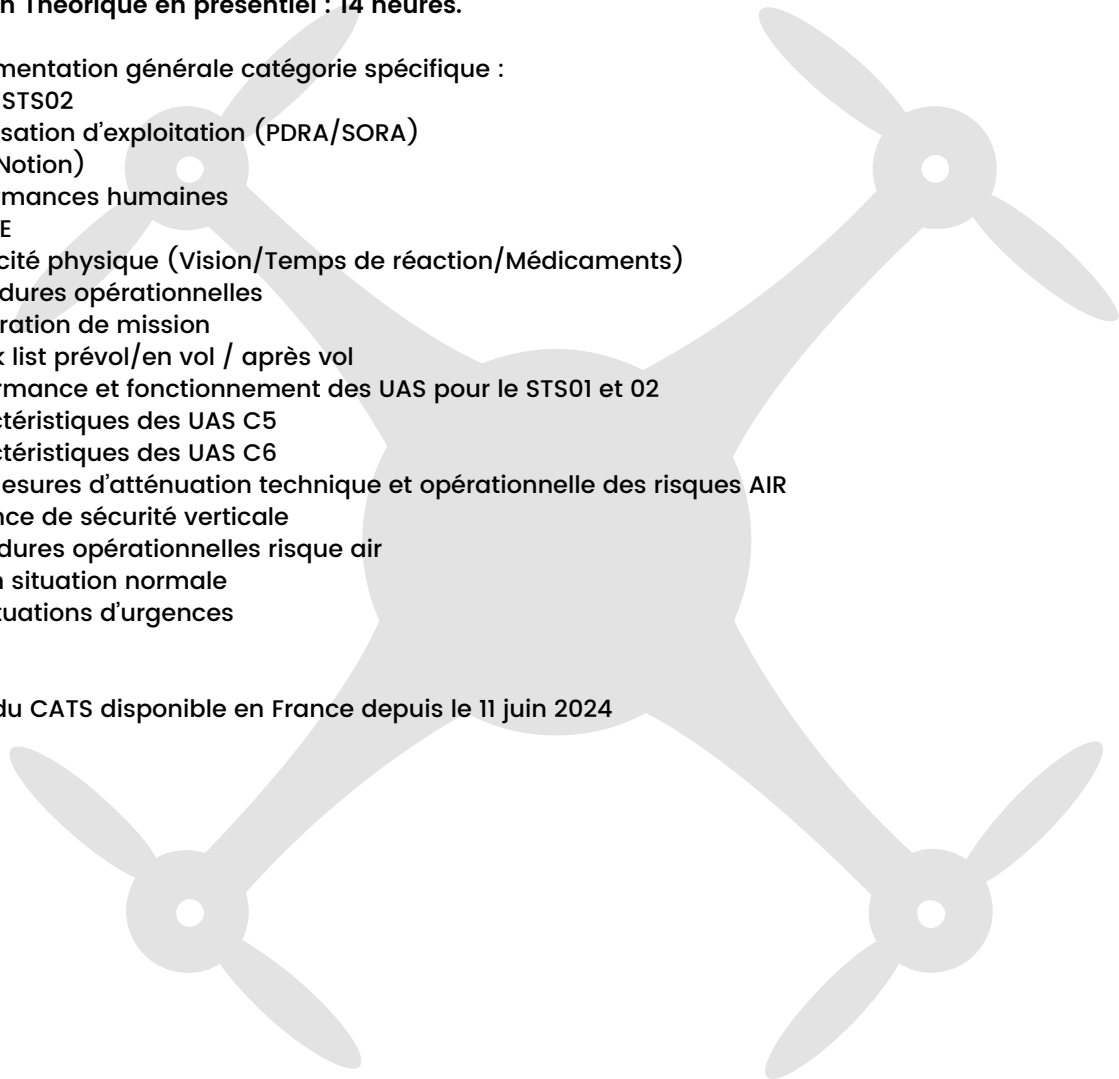 n Théorique en présentiel : 14 heures.
mentation générale catégorie spécifique :
STS02
sation d'exploitation (PDRA/SORA)
Notion)
mances humaines
E
cité physique (Vision/Temps de réaction/Médicaments)
dures opérationnelles
ration de mission
k list prévol/en vol / après vol
rmance et fonctionnement des UAS pour le STS01 et 02
ctéristiques des UAS C5
ctéristiques des UAS C6
esures d'atténuation technique et opérationnelle des risques AIR
nce de sécurité verticale
dures opérationnelles risque air
n situation normale
tuations d'urgences
du CATS disponible en France depuis le 11 juin 2024